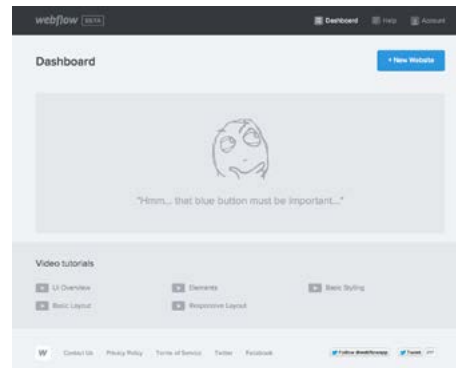 webflow BETA
Dashboard Help Account
Dashboard
+ New Website
"Hmm... that blue button must be important..."
Video tutorials
UI Overview Elements Basic Styling
Basic Layout Responsive Layout
W Contact Us Privacy Policy Terms of Service Twitter Facebook
Follow @webflowapp Tweet